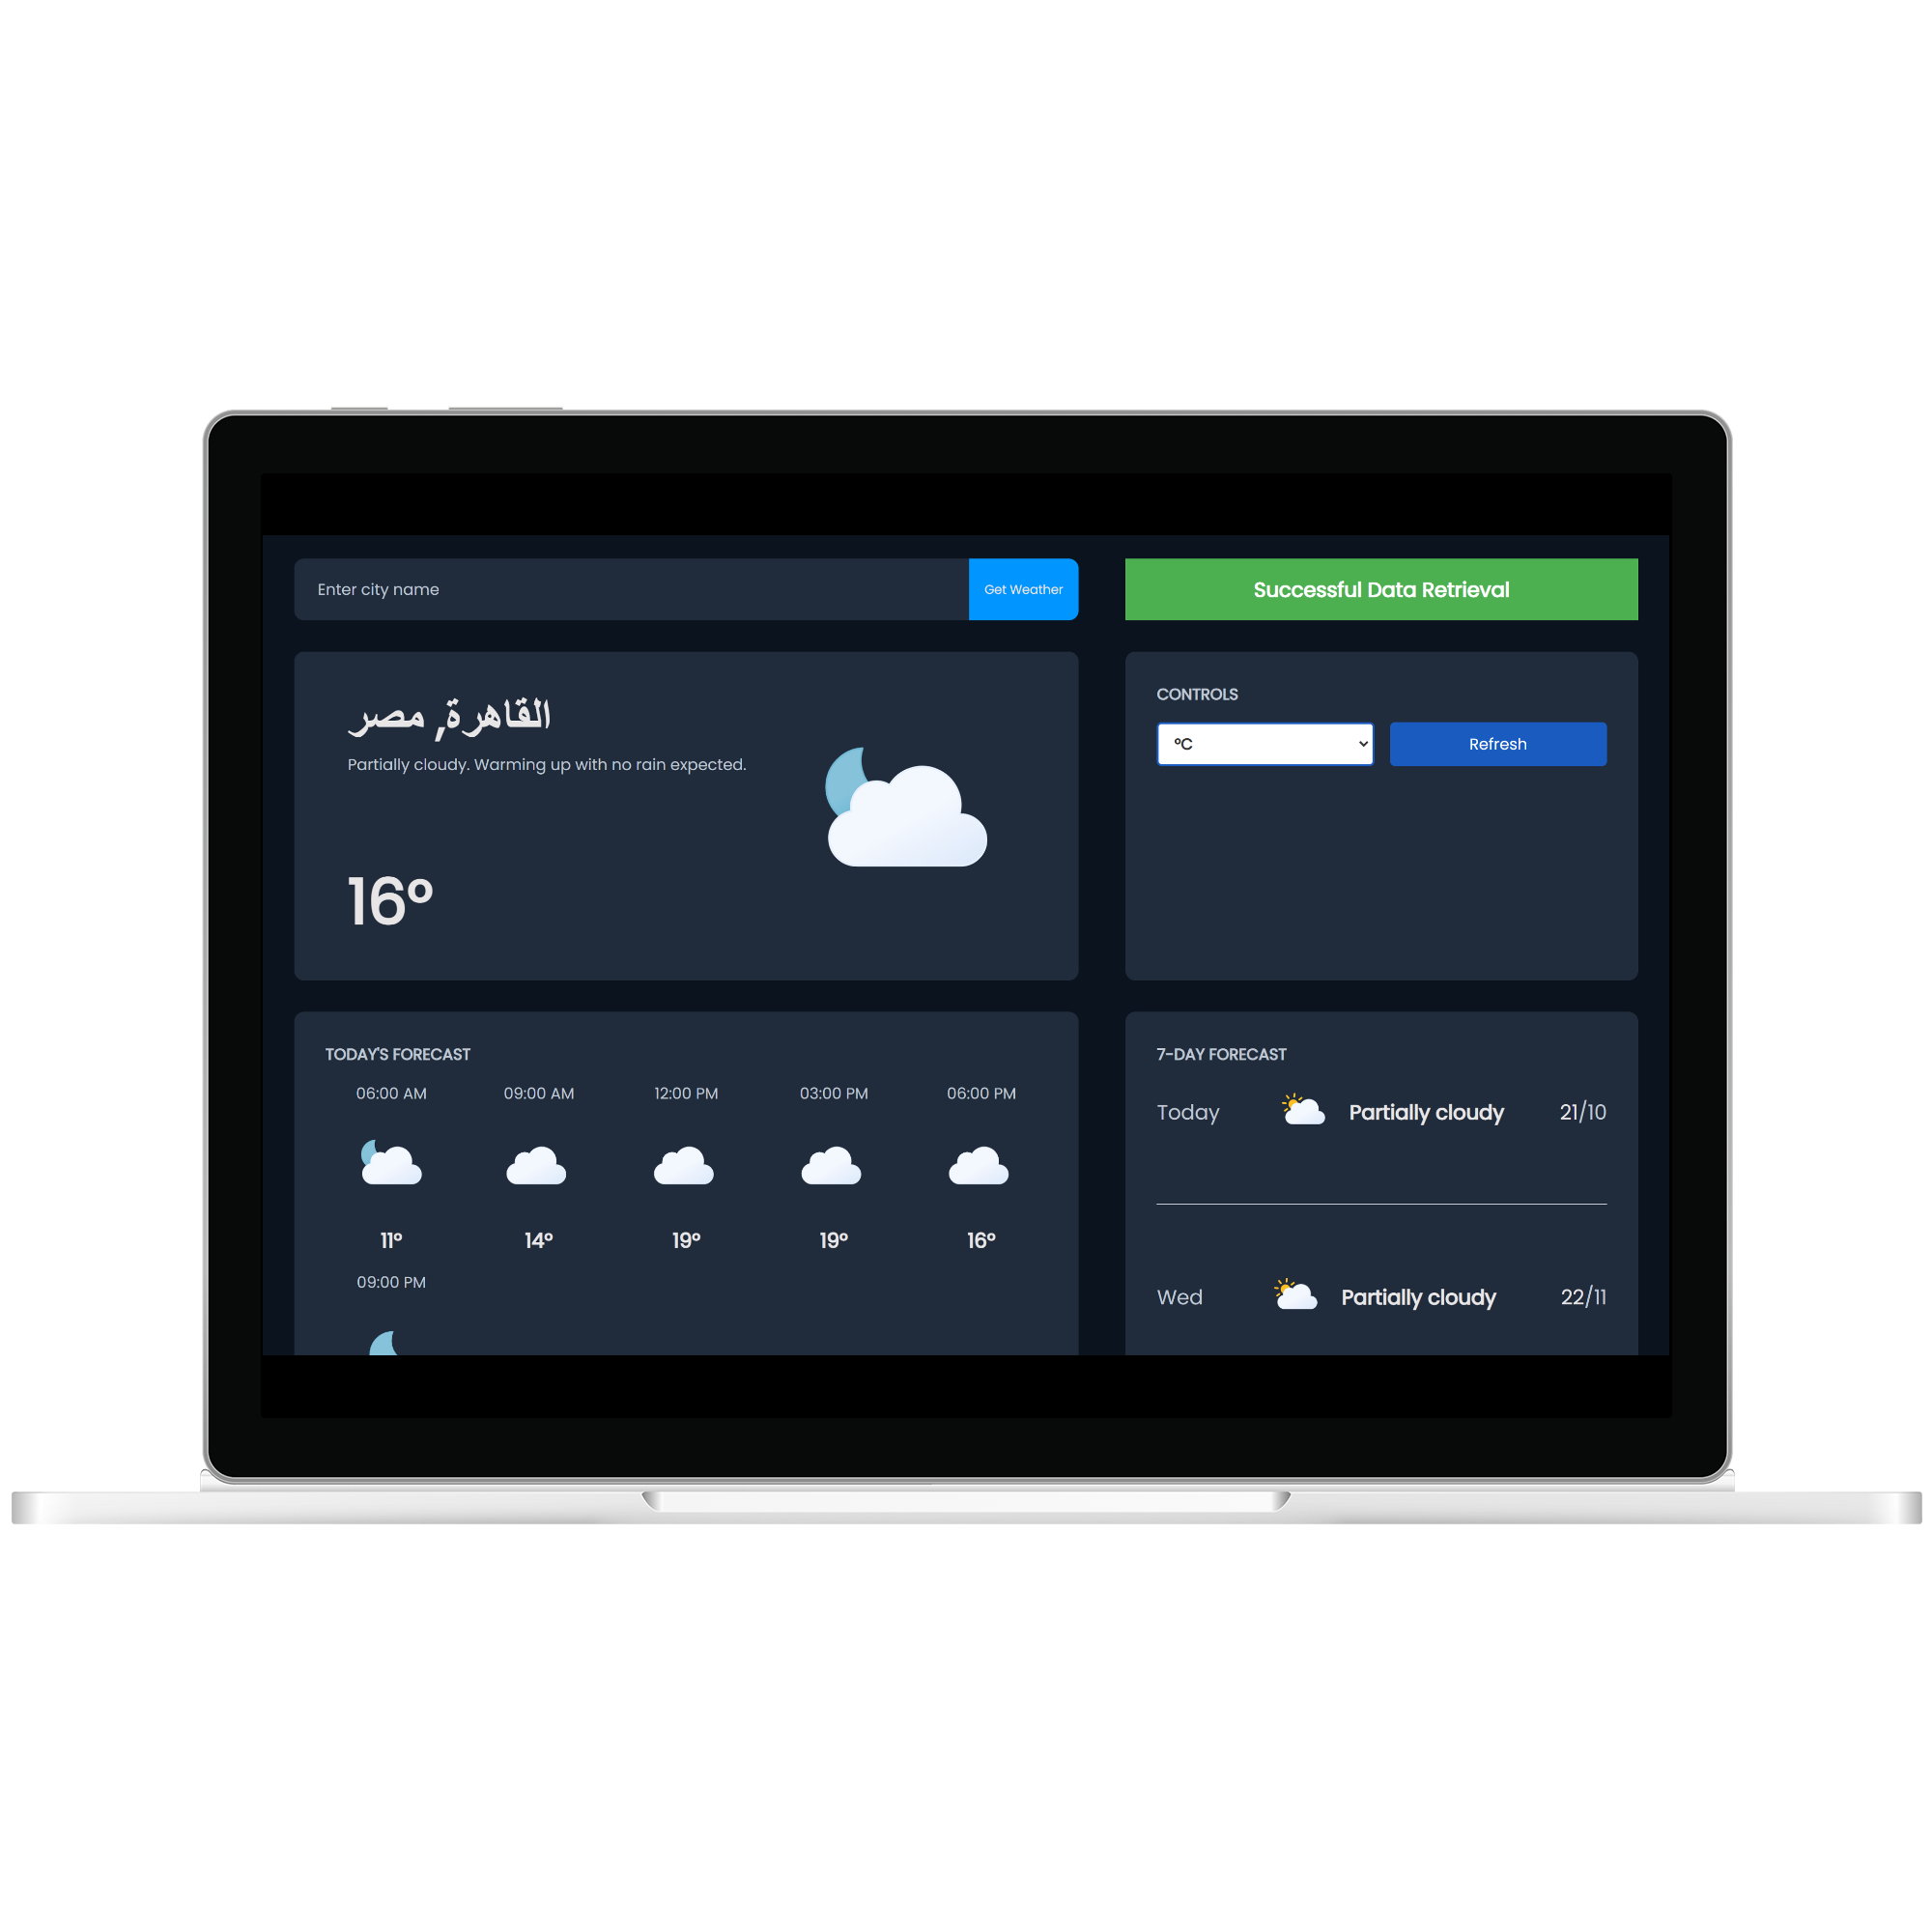 Enter city name
Get Weather
Successful Data Retrieval
القاهرة, مصر
Partially cloudy. Warming up with no rain expected.
16°
CONTROLS
°C
Refresh
TODAY'S FORECAST
06:00 AM
09:00 AM
12:00 PM
03:00 PM
06:00 PM
11°
14°
19°
19°
16°
09:00 PM
7-DAY FORECAST
Today
Partially cloudy
21/10
Wed
Partially cloudy
22/11